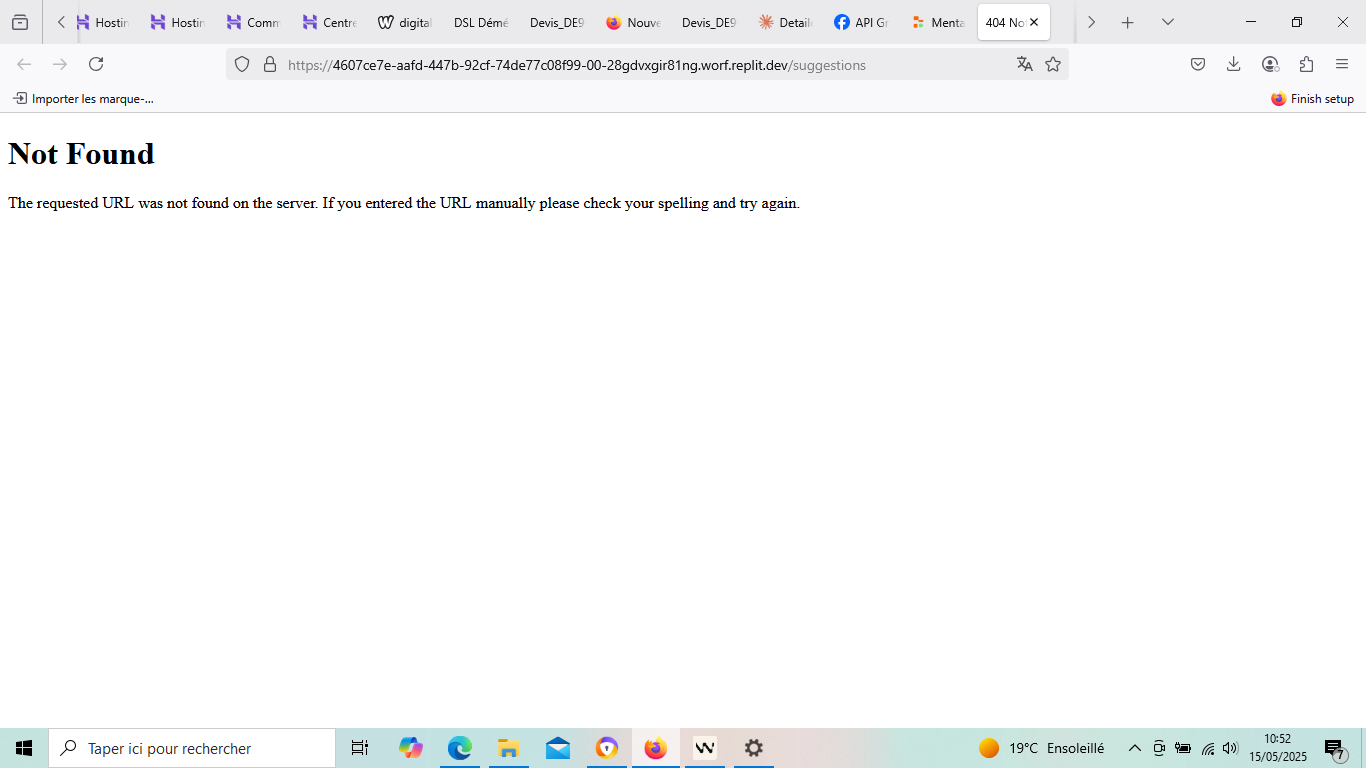 Hostin
Hostin
Comm
Centre
digital
DSL Démé
Devis_DE9
Nouve
Devis_DE9
Detaile
API Gr
Menta
404 No
https://4607ce7e-aafd-447b-92cf-74de77c08f99-00-28gdvxgir81ng.worf.replit.dev/suggestions
Importer les marque-...
Finish setup
Not Found
The requested URL was not found on the server. If you entered the URL manually please check your spelling and try again.
Taper ici pour rechercher
19°C Ensoleillé
10:52
15/05/2025
7